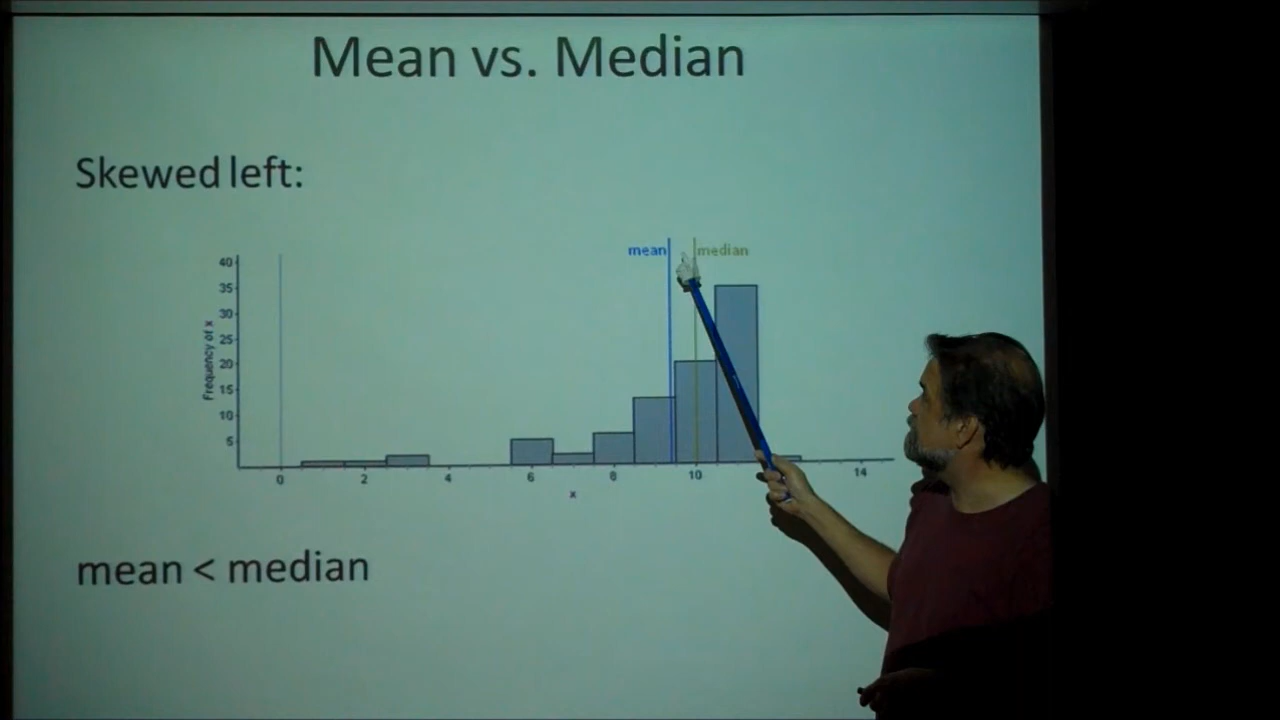 Mean vs. Median
Skewed left:
mean
median
40
35
30
25
20
15
10
5
Frequency of x
0 2 4 6 8 10 14
x
mean < median